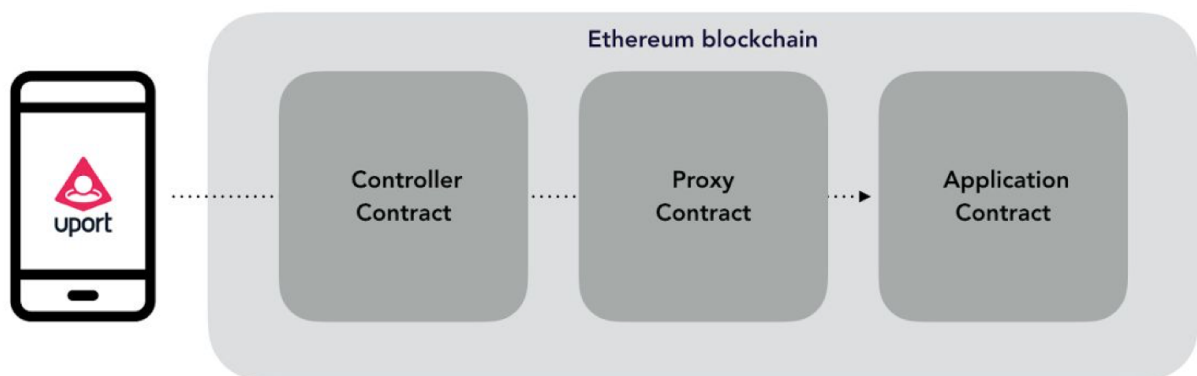 Ethereum blockchain
uport
Controller
Contract
Proxy
Contract
Application
Contract